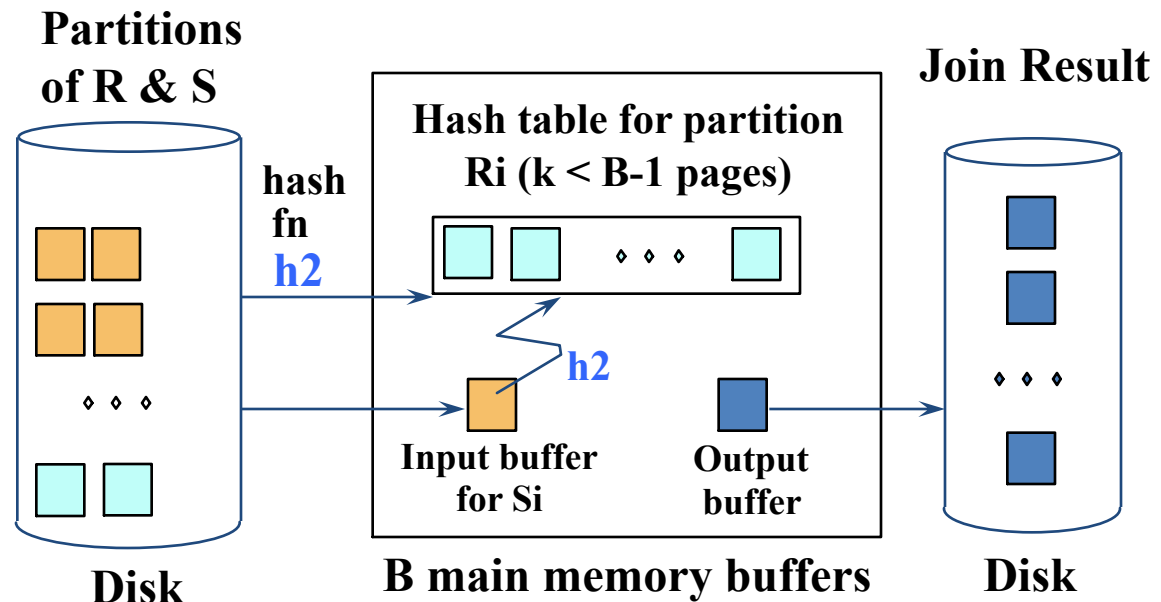 Partitions
of R & S
Join Result
Hash table for partition
Ri (k < B-1 pages)
hash
fn
h2
h2
Input buffer
for Si
Output
buffer
Disk
B main memory buffers
Disk